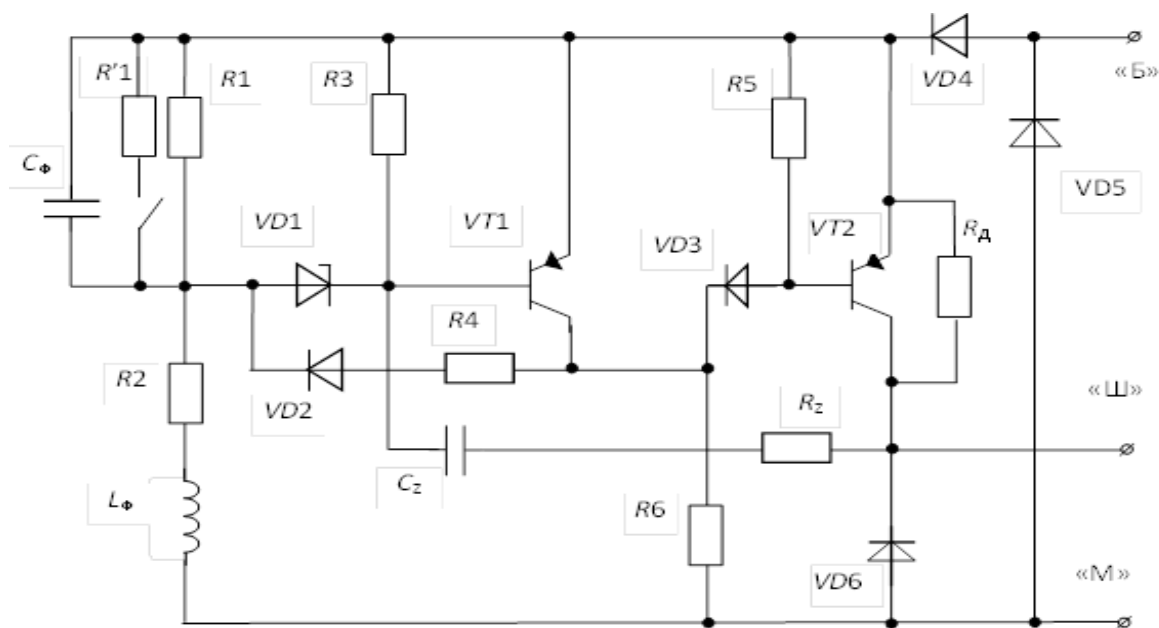 «Б»
R'1
R1
R3
R5
VD4
Cф
VD1
VT1
VD3
VT2
Rд
VD5
R4
R2
VD2
Rz
«Ш»
Cz
Lф
R6
VD6
«М»